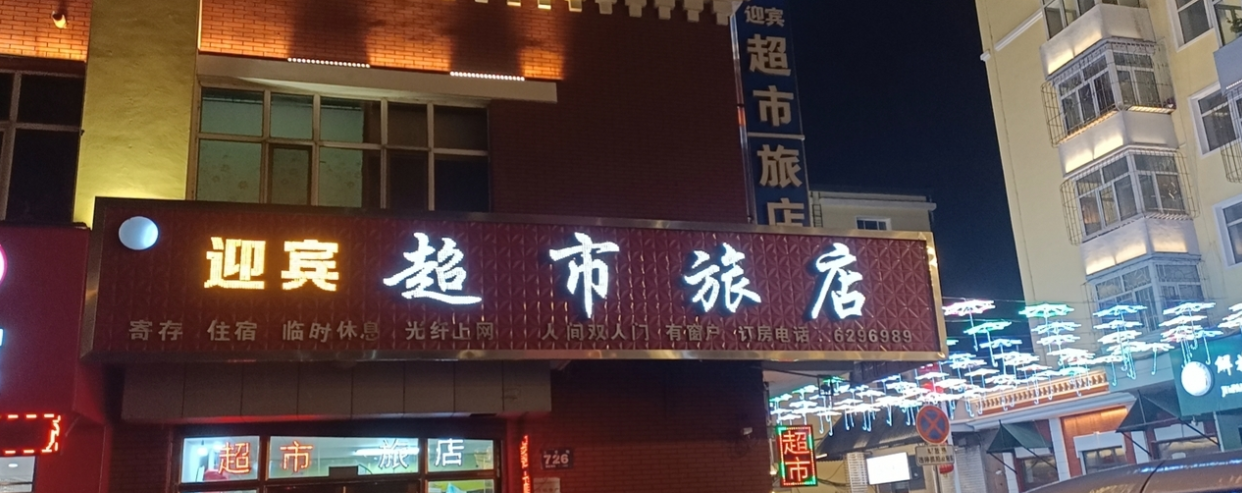 迎宾
超市旅店
迎宾 超市旅店
寄存 住宿 临时休息 光纤上网 人间双人门 有窗户 订房电话:6296989
超市 旅店
726
超市